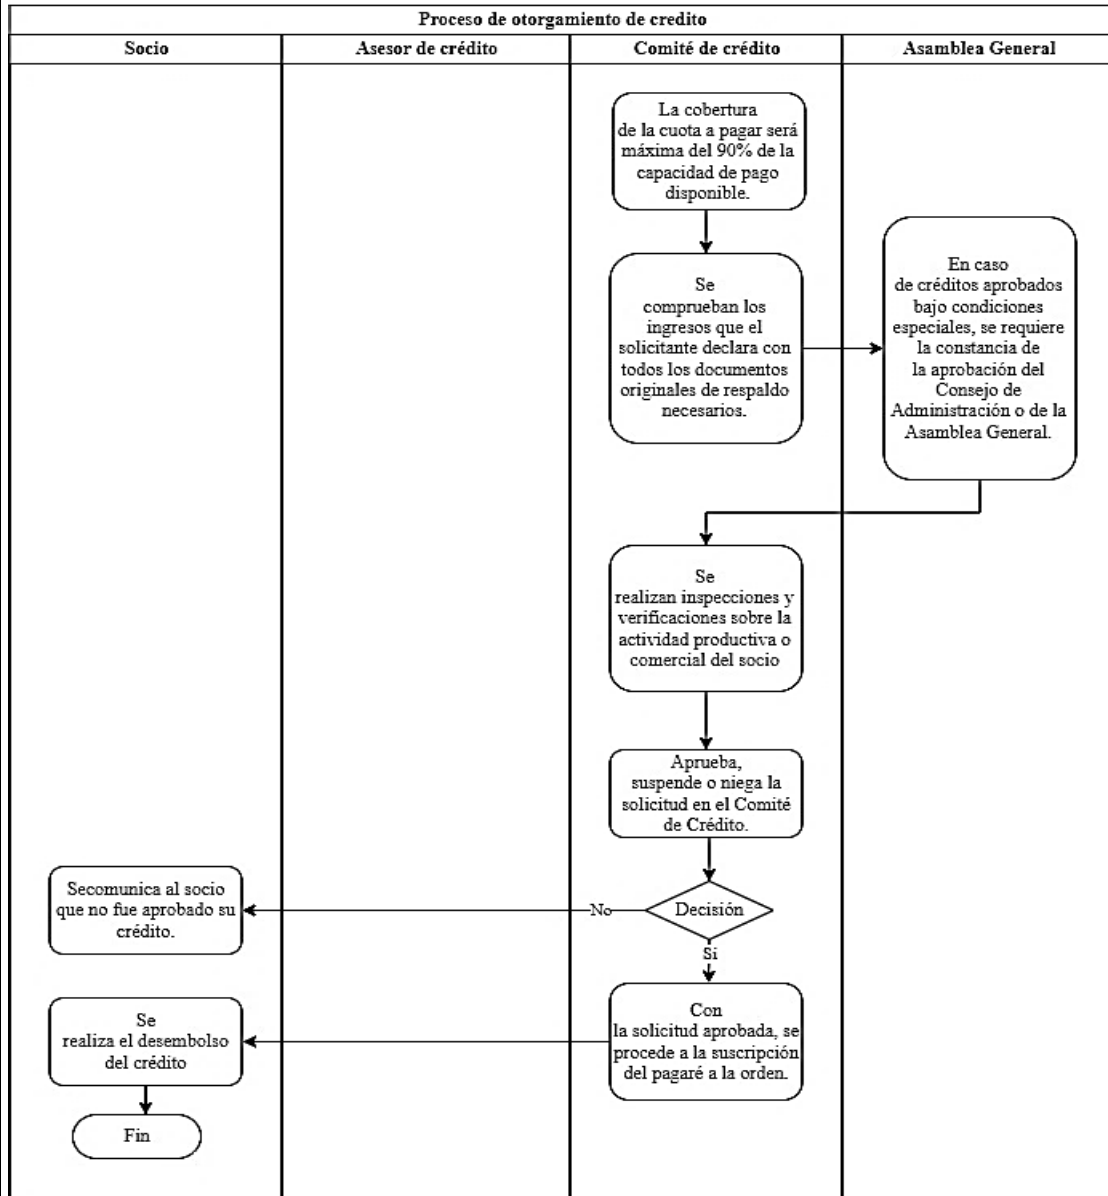 Proceso de otorgamiento de credito
Socio
Asesor de crédito
Comité de crédito
Asamblea General
La cobertura
de la cuota a pagar será
máxima del 90% de la
capacidad de pago
disponible.
Se
comprueban los
ingresos que el
solicitante declara con
todos los documentos
originales de respaldo
necesarios.
En caso
de créditos aprobados
bajo condiciones
especiales, se requiere
la constancia de
la aprobación del
Consejo de
Administración o de la
Asamblea General.
Se
realizan inspecciones y
verificaciones sobre la
actividad productiva o
comercial del socio
Aprueba,
suspende o niega la
solicitud en el Comité
de Crédito.
Decisión
No
Secomunica al socio
que no fue aprobado su
crédito.
Sí
Con
la solicitud aprobada, se
procede a la suscripción
del pagaré a la orden.
Se
realiza el desembolso
del crédito
Fin